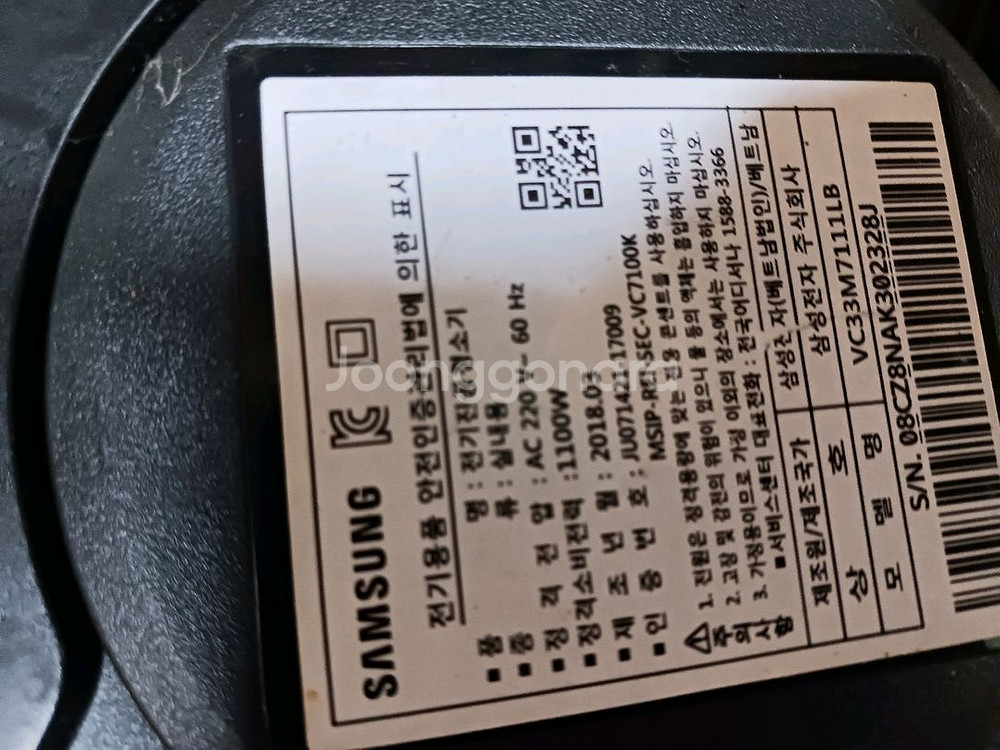 SAMSUNG
전기용품 안전인증관리법에 의한 표시
■ 품 명 : 전기진공청소기
■ 종 류 : 실내용
■ 정 격 전 압 : AC 220 V~ 60 Hz
■ 정격소비전력 : 1100W
■ 제 조 년 월 : 2018.03
■ 인 증 번 호 : JU071421-17009
MSIP-REI-SEC-VC7100K
주의사항
1. 전원은 정격용량에 맞는 전용 콘센트를 사용하십시오.
2. 고장 및 감전의 위험이 있으니 물 등의 액체는 흡입하지 마십시오.
3. 가정용이므로 가정 이외의 장소에서는 사용하지 마십시오.
■ 서비스센터 대표전화 : 전국어디서나 1588-3366
제조원/제조국가 삼성전자(베트남법인)/베트남
상 호 삼성전자 주식회사
모 델 명 VC33M7111LB
S/N. 08CZ8NAK302328J
Joonggonara